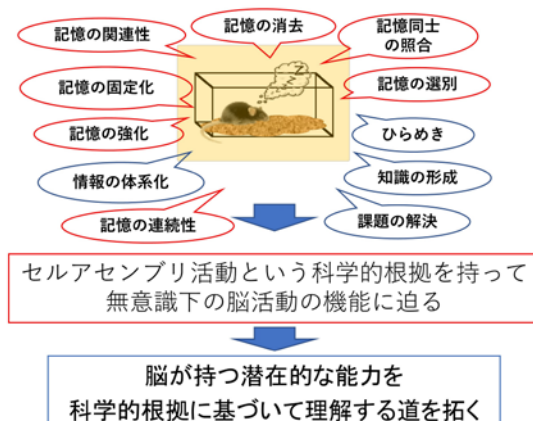 記憶の消去
記憶の関連性
記憶同士
の照合
記憶の固定化
記憶の選別
記憶の強化
ひらめき
情報の体系化
知識の形成
記憶の連続性
課題の解決
Z
Z
Z
セルアセンブリ活動という科学的根拠を持って
無意識下の脳活動の機能に迫る
脳が持つ潜在的な能力を
科学的根拠に基づいて理解する道を拓く